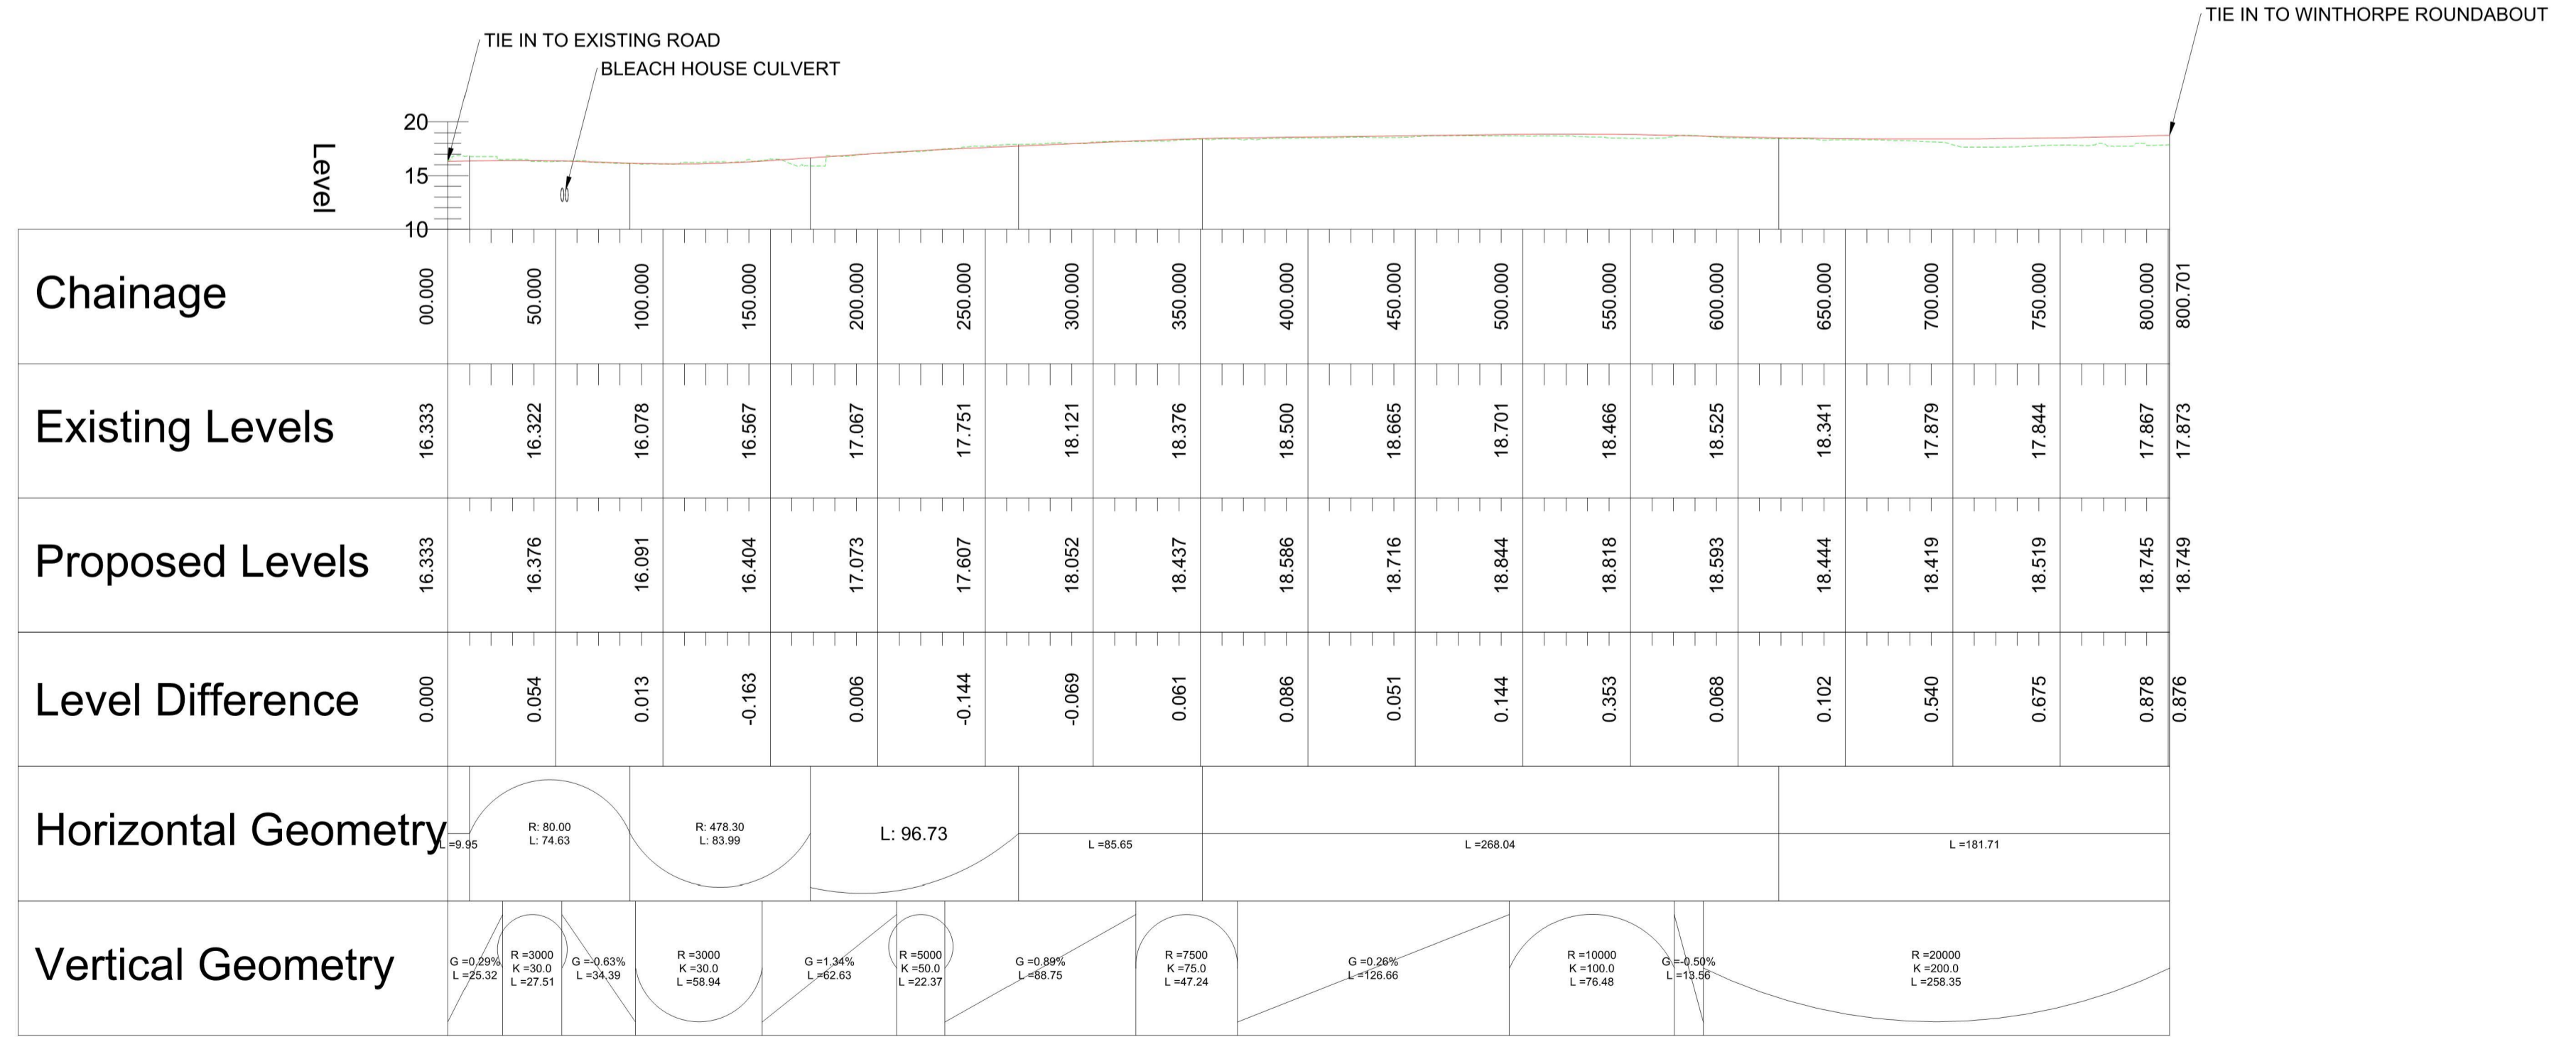 TIE IN TO WINTHORPE ROUNDABOUT
TIE IN TO EXISTING ROAD
BLEACH HOUSE CULVERT
Level
20
15
10
Chainage 00.000 50.000 100.000 150.000 200.000 250.000 300.000 350.000 400.000 450.000 500.000 550.000 600.000 650.000 700.000 750.000 800.000 800.701
Existing Levels 16.333 16.322 16.078 16.567 17.067 17.751 18.121 18.376 18.500 18.665 18.701 18.466 18.525 18.341 17.879 17.844 17.867 17.873
Proposed Levels 16.333 16.376 16.091 16.404 17.073 17.607 18.052 18.437 18.586 18.716 18.844 18.818 18.593 18.444 18.419 18.519 18.745 18.749
Level Difference 0.000 0.054 0.013 -0.163 0.006 -0.144 -0.069 0.061 0.086 0.051 0.144 0.353 0.068 0.102 0.540 0.675 0.878 0.876
Horizontal Geometry
L =9.95
R: 80.00
L: 74.63
R: 478.30
L: 83.99
L: 96.73
L =85.65
L =268.04
L =181.71
Vertical Geometry
G =0.29%
L =25.32
R =3000
K =30.0
L =27.51
G =-0.63%
L =34.39
R =3000
K =30.0
L =58.94
G =1.34%
L =62.63
R =5000
K =50.0
L =22.37
G =0.89%
L =88.75
R =7500
K =75.0
L =47.24
G =0.26%
L =126.66
R =10000
K =100.0
L =76.48
G =-0.50%
L =13.56
R =20000
K =200.0
L =258.35